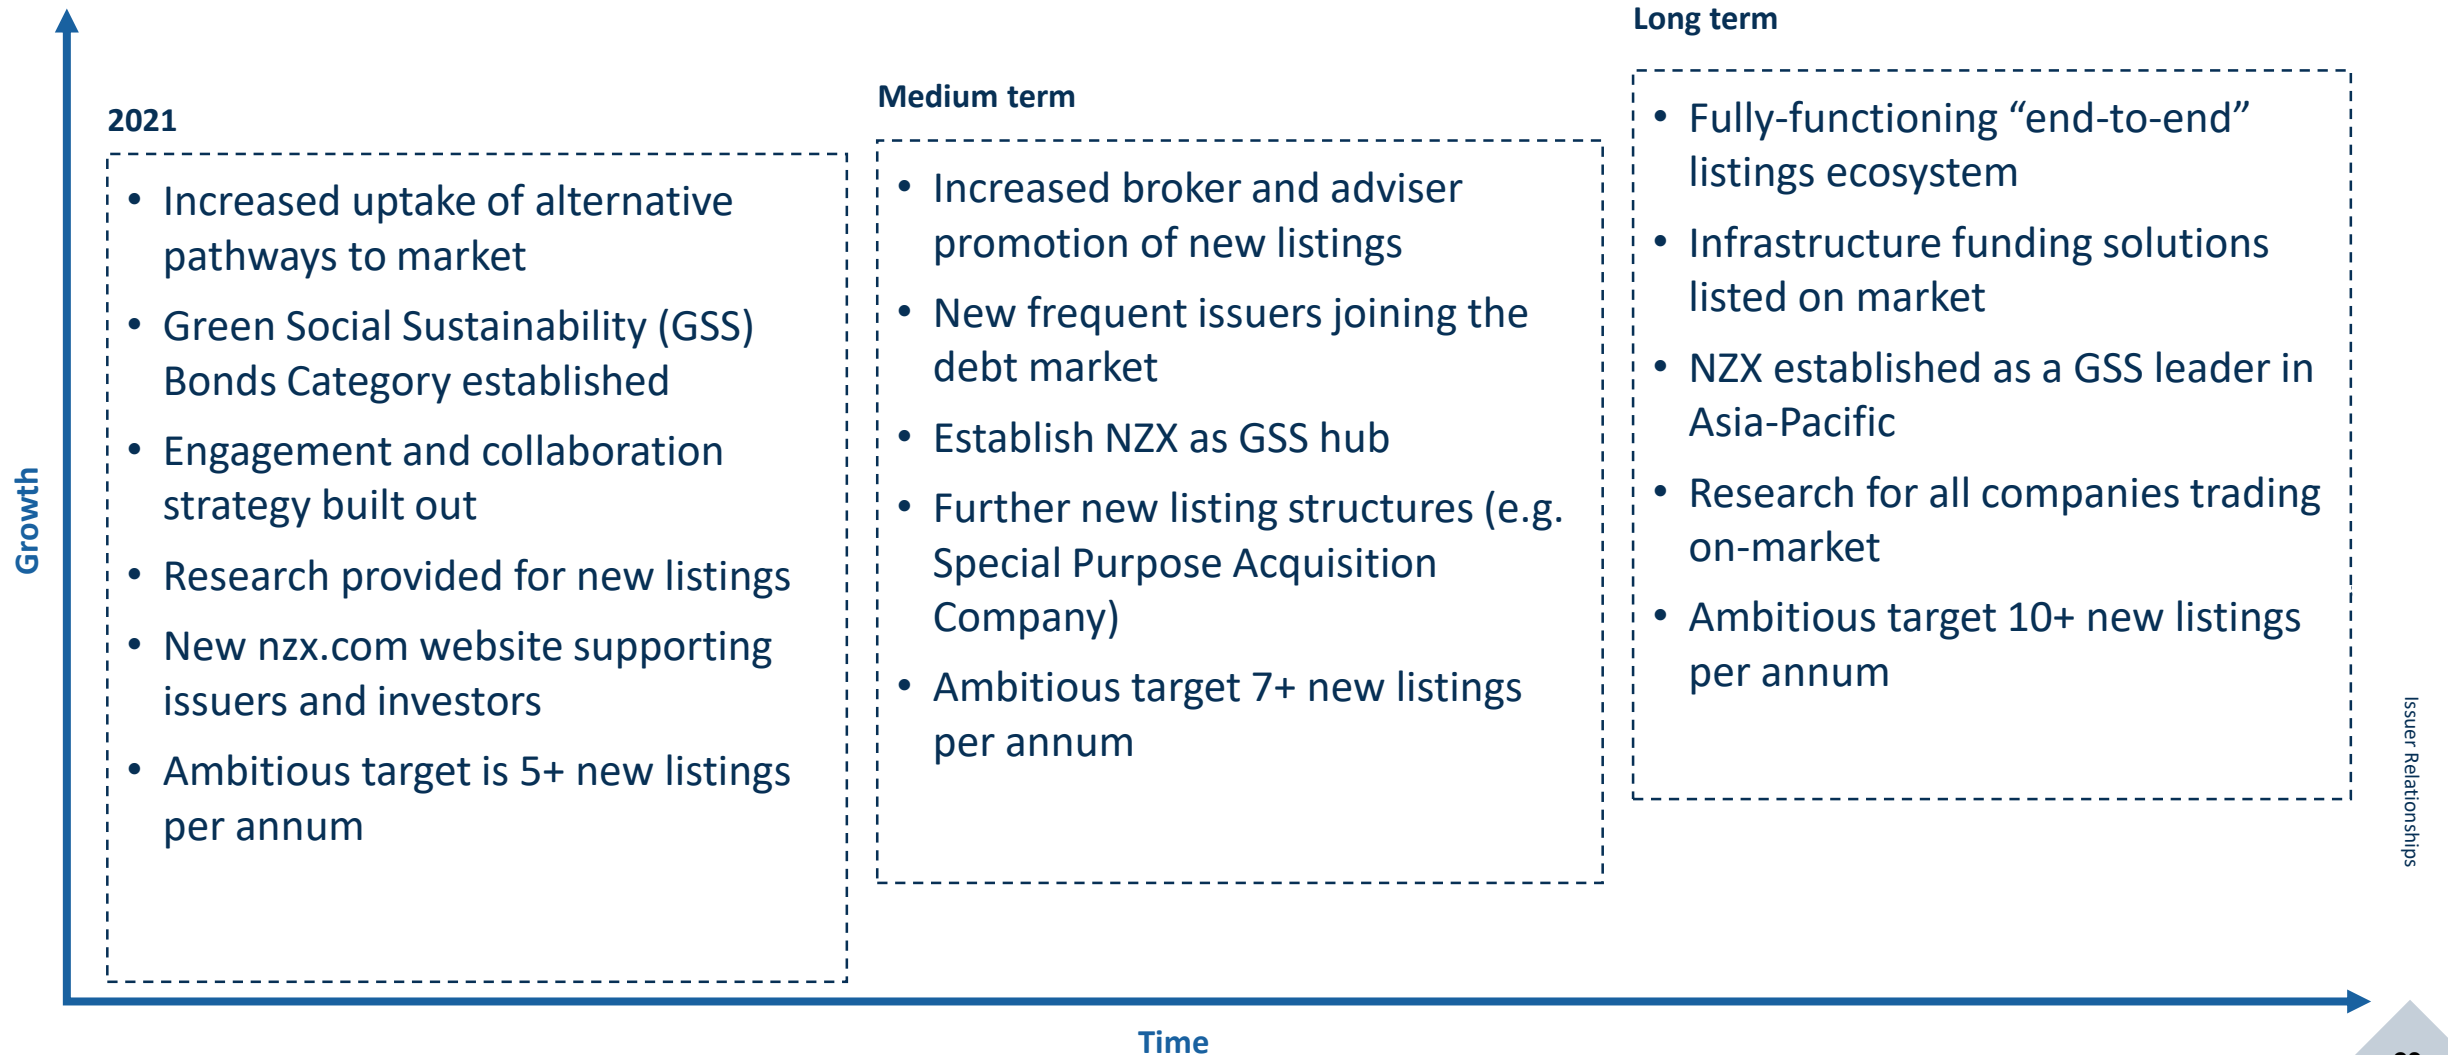 Growth
2021
• Increased uptake of alternative
pathways to market
• Green Social Sustainability (GSS)
Bonds Category established
• Engagement and collaboration
strategy built out
• Research provided for new listings
• New nzx.com website supporting
issuers and investors
• Ambitious target is 5+ new listings
per annum
Medium term
• Increased broker and adviser
promotion of new listings
• New frequent issuers joining the
debt market
• Establish NZX as GSS hub
• Further new listing structures (e.g.
Special Purpose Acquisition
Company)
• Ambitious target 7+ new listings
per annum
Long term
• Fully-functioning “end-to-end”
listings ecosystem
• Infrastructure funding solutions
listed on market
• NZX established as a GSS leader in
Asia-Pacific
• Research for all companies trading
on-market
• Ambitious target 10+ new listings
per annum
Time
Issuer Relationships